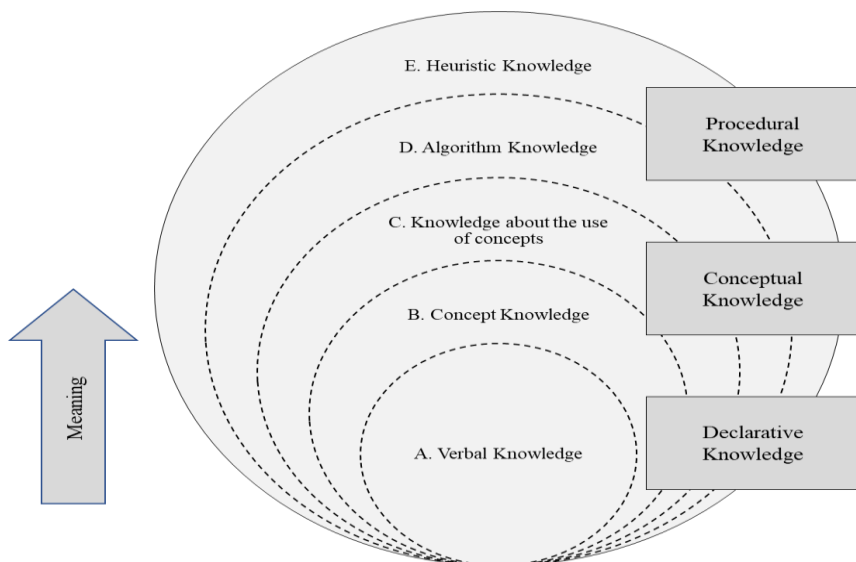 E. Heuristic Knowledge
Procedural
Knowledge
D. Algorithm Knowledge
C. Knowledge about the use
of concepts
Conceptual
Knowledge
B. Concept Knowledge
Meaning
Declarative
Knowledge
A. Verbal Knowledge